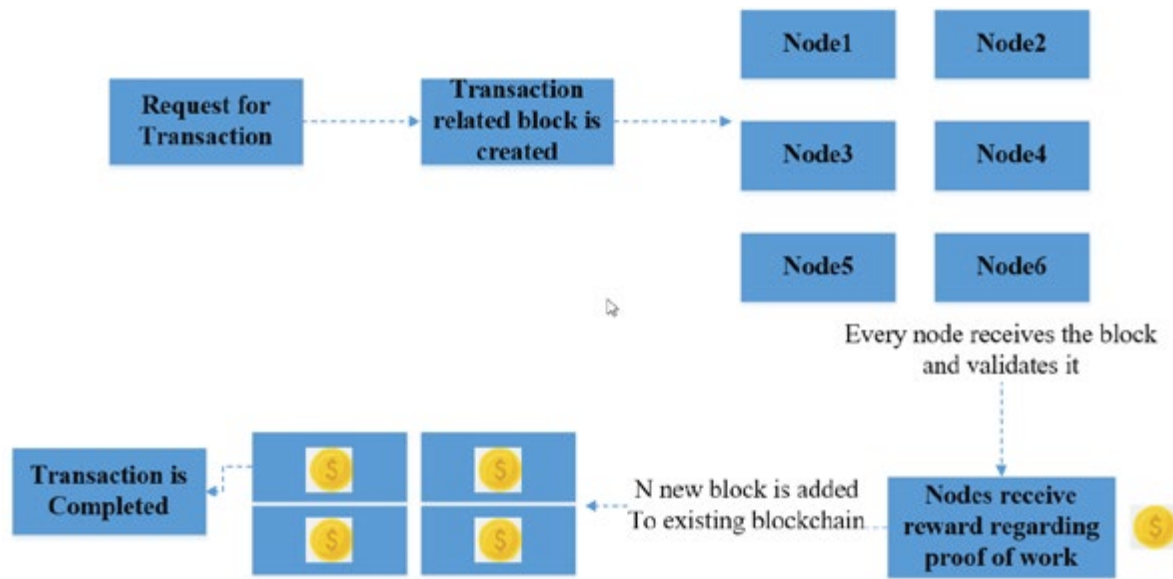 Request for
Transaction
Transaction
related block is
created
Node1
Node2
Node3
Node4
Node5
Node6
Every node receives the block
and validates it
Nodes receive
reward regarding
proof of work
$
N new block is added
To existing blockchain
$
$
$
$
Transaction is
Completed